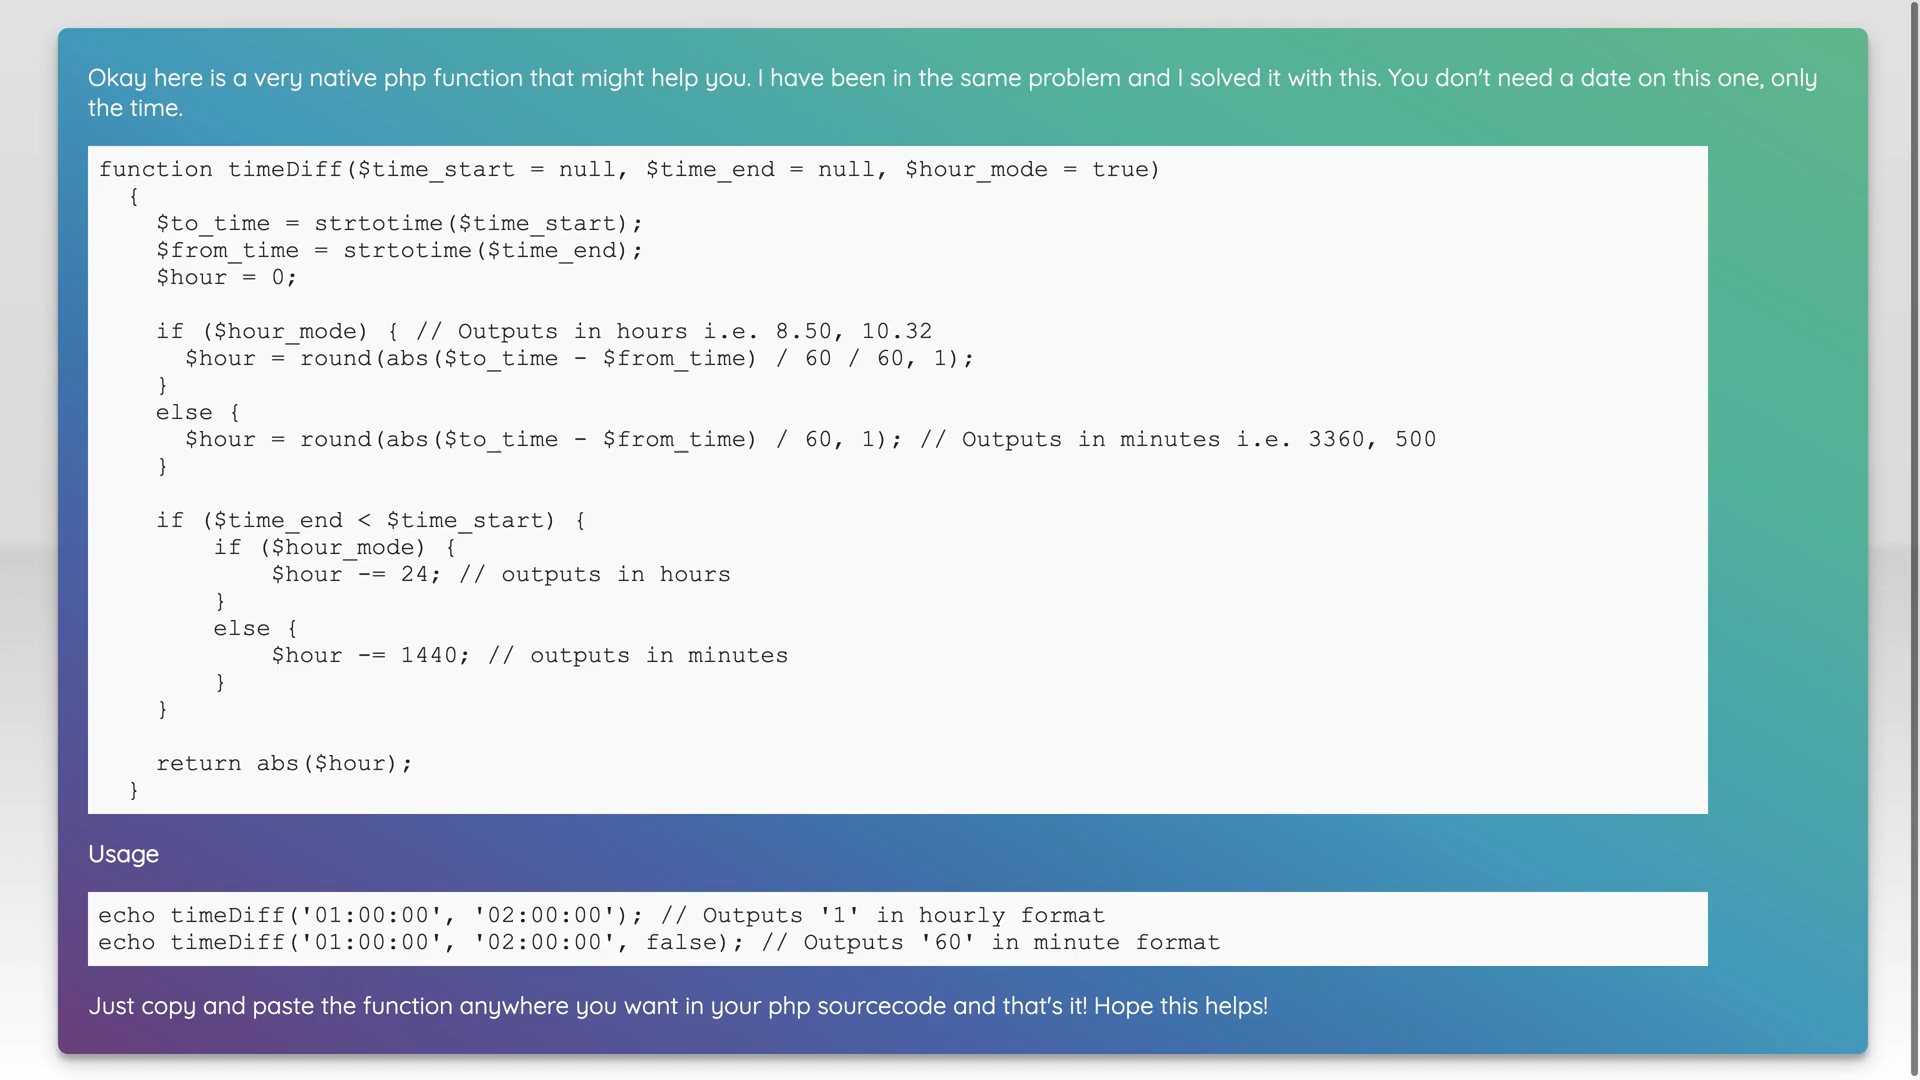 Okay here is a very native php function that might help you. I have been in the same problem and I solved it with this. You don't need a date on this one, only
the time.
function timeDiff($time_start = null, $time_end = null, $hour_mode = true)
  {
    $to_time = strtotime($time_start);
    $from_time = strtotime($time_end);
    $hour = 0;

    if ($hour_mode) { // Outputs in hours i.e. 8.50, 10.32
      $hour = round(abs($to_time - $from_time) / 60 / 60, 1);
    }
    else {
      $hour = round(abs($to_time - $from_time) / 60, 1); // Outputs in minutes i.e. 3360, 500
    }

    if ($time_end < $time_start) {
        if ($hour_mode) {
            $hour -= 24; // outputs in hours
        }
        else {
            $hour -= 1440; // outputs in minutes
        }
    }

    return abs($hour);
  }
Usage
echo timeDiff('01:00:00', '02:00:00'); // Outputs '1' in hourly format
echo timeDiff('01:00:00', '02:00:00', false); // Outputs '60' in minute format
Just copy and paste the function anywhere you want in your php sourcecode and that's it! Hope this helps!